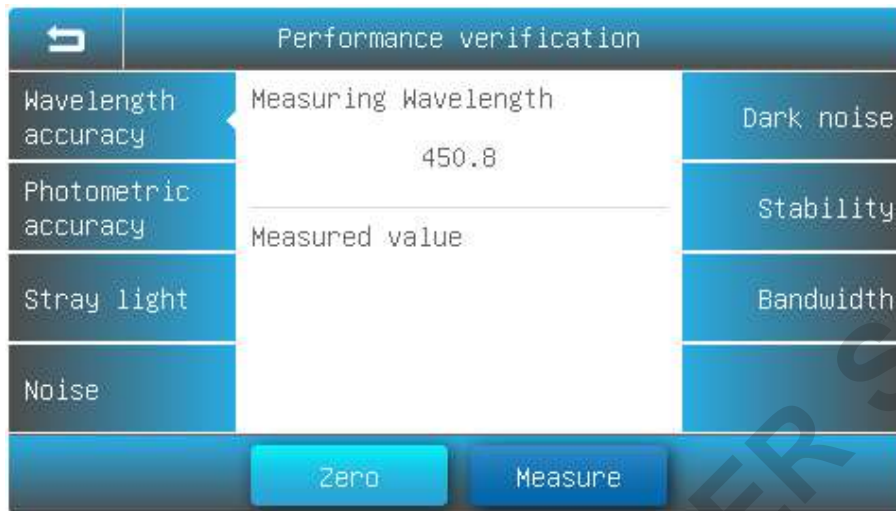 Performance verification
Wavelength
accuracy
Photometric
accuracy
Stray light
Noise
Measuring Wavelength
450.8
Measured value
Dark noise
Stability
Bandwidth
Zero
Measure